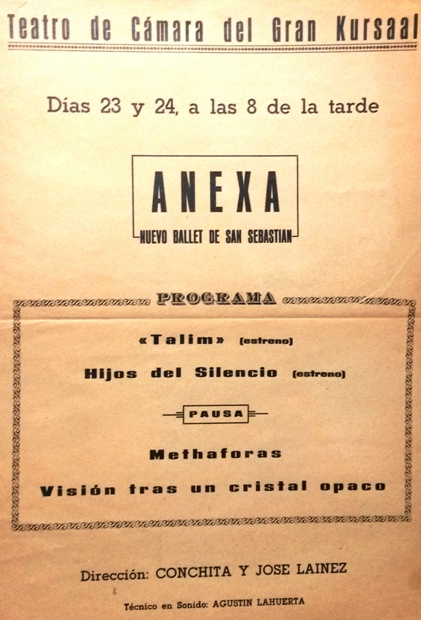 Teatro de Cámara del Gran Kursaal
Días 23 y 24, a las 8 de la tarde
ANEXA
NUEVO BALLET DE SAN SEBASTIAN
PROGRAMA
«Talim» (estreno)
Hijos del Silencio (estreno)
PAUSA
Methaforas
Visión tras un cristal opaco
Dirección: CONCHITA Y JOSE LAINEZ
Técnico en Sonido: AGUSTIN LAHUERTA